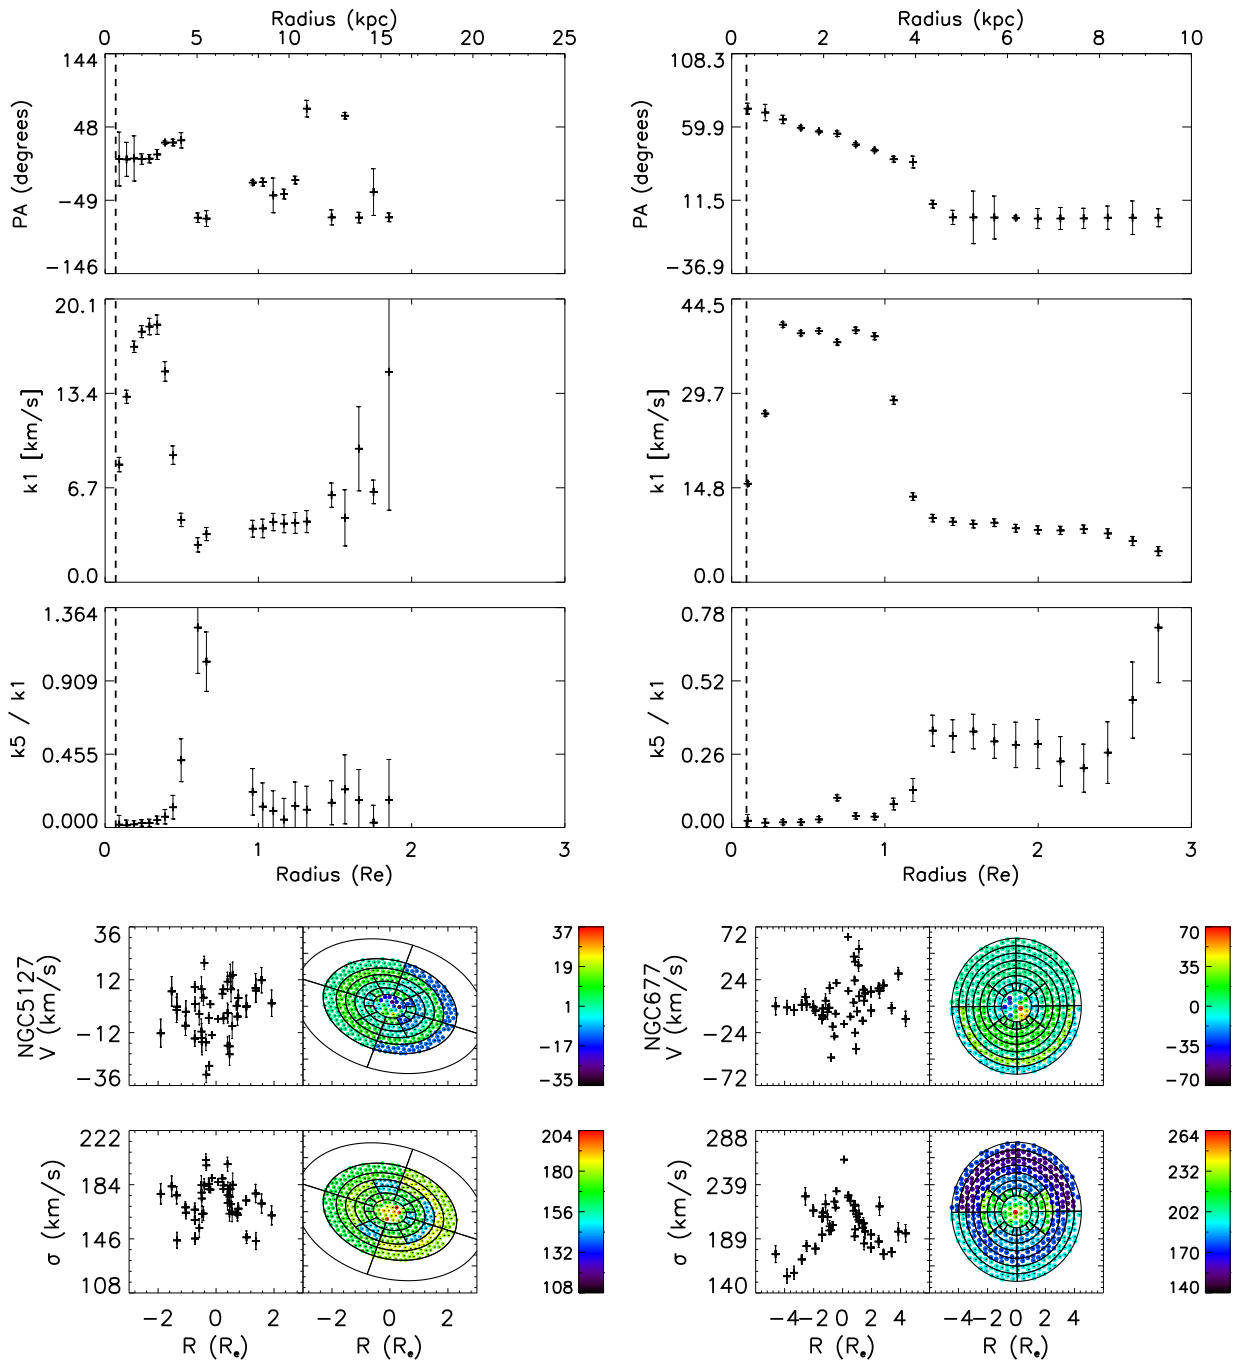 Radius (kpc)
0 5 10 15 20 25
144
48
−49
−146
PA (degrees)
20.1
13.4
6.7
0.0
k1 [km/s]
1.364
0.909
0.455
0.000
k5 / k1
0 1 2 3
Radius (Re)
Radius (kpc)
0 2 4 6 8 10
108.3
59.9
11.5
−36.9
PA (degrees)
44.5
29.7
14.8
0.0
k1 [km/s]
0.78
0.52
0.26
0.00
k5 / k1
0 1 2 3
Radius (Re)
NGC5127
V (km/s)
36
12
−12
−36
37
19
1
−17
−35
σ (km/s)
222
184
146
108
204
180
156
132
108
−2 0 2 −2 0 2
R (Re) R (Re)
NGC677
V (km/s)
72
24
−24
−72
70
35
0
−35
−70
σ (km/s)
288
239
189
140
264
232
202
170
140
−4−2 0 2 4 −4−2 0 2 4
R (Re) R (Re)